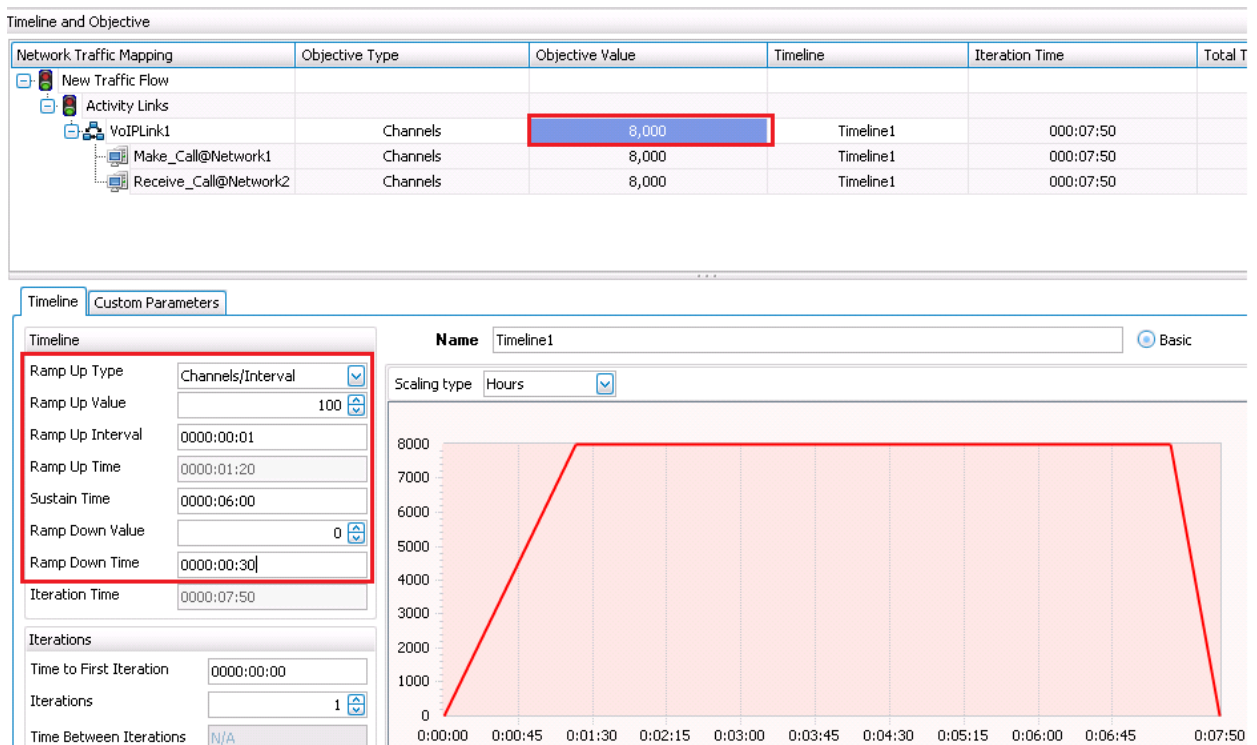 Timeline and Objective
Network Traffic Mapping Objective Type Objective Value Timeline Iteration Time Total T
New Traffic Flow
Activity Links
VoIPLink1 Channels 8,000 Timeline1 000:07:50
Make_Call@Network1 Channels 8,000 Timeline1 000:07:50
Receive_Call@Network2 Channels 8,000 Timeline1 000:07:50
Timeline Custom Parameters
Timeline
Ramp Up Type Channels/Interval
Ramp Up Value 100
Ramp Up Interval 0000:00:01
Ramp Up Time 0000:01:20
Sustain Time 0000:06:00
Ramp Down Value 0
Ramp Down Time 0000:00:30
Iteration Time 0000:07:50
Iterations
Time to First Iteration 0000:00:00
Iterations 1
Time Between Iterations N/A
Name Timeline1 Basic
Scaling type Hours
8000
7000
6000
5000
4000
3000
2000
1000
0
0:00:00 0:00:45 0:01:30 0:02:15 0:03:00 0:03:45 0:04:30 0:05:15 0:06:00 0:06:45 0:07:50